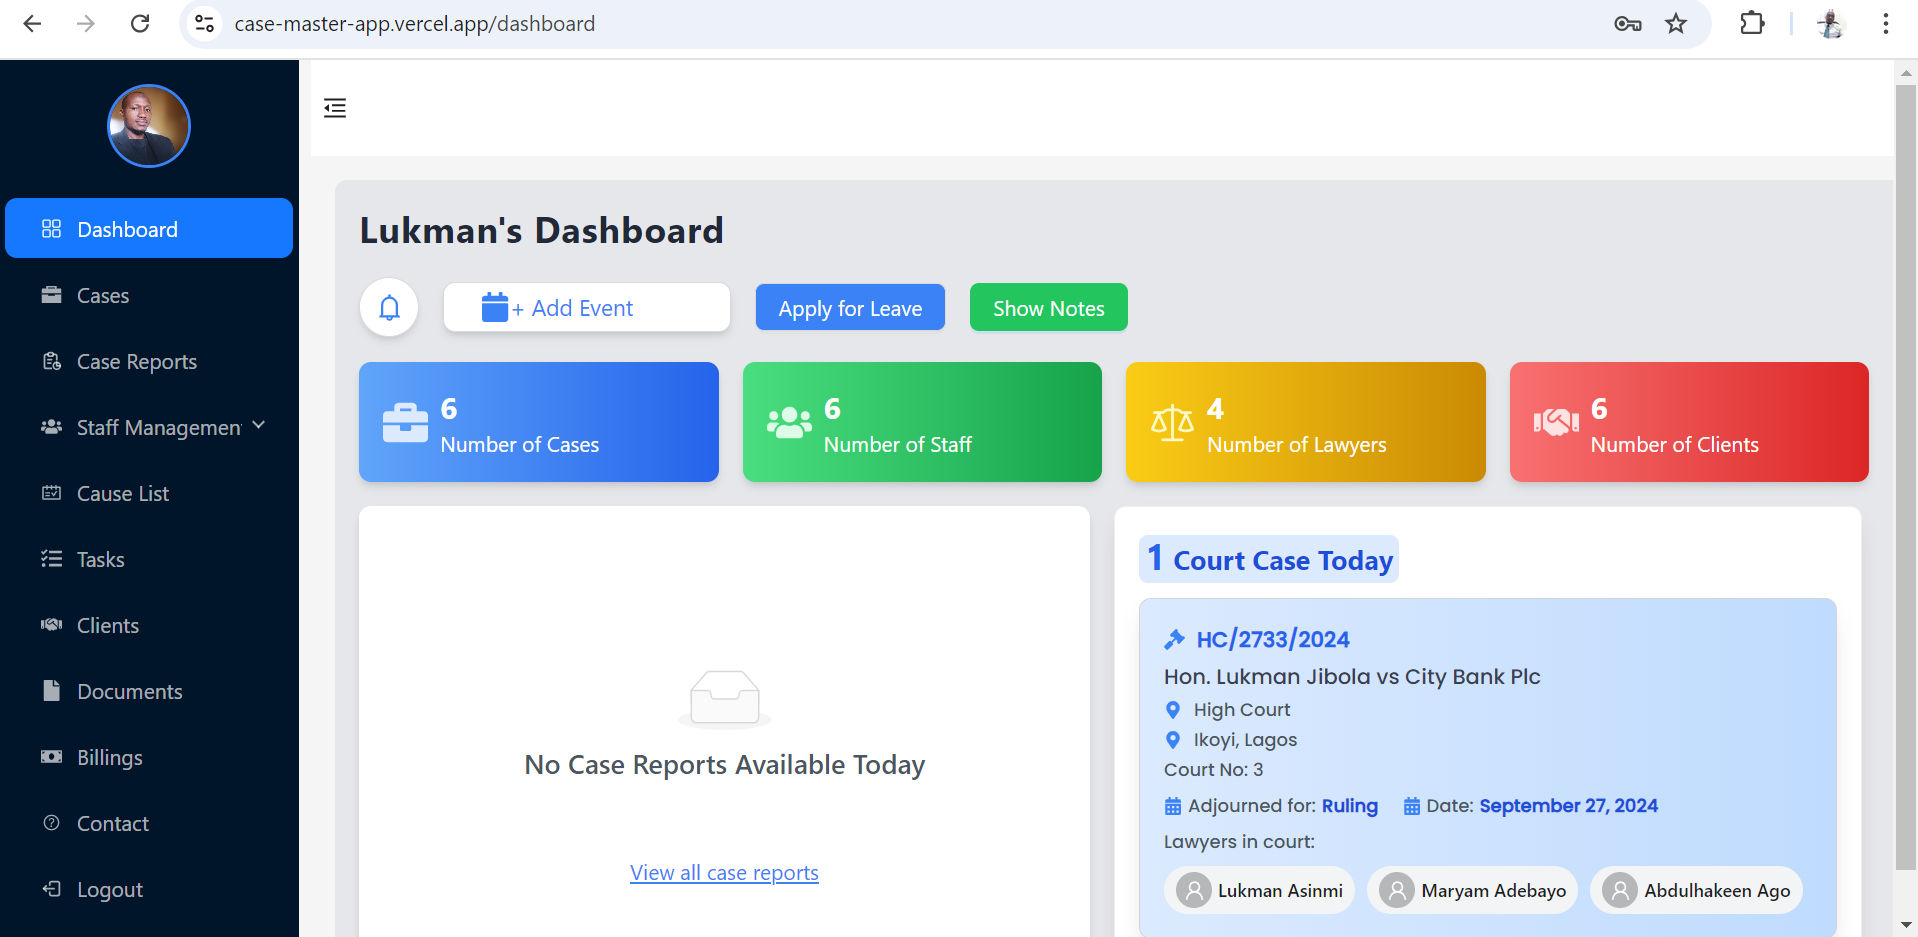 case-master-app.vercel.app/dashboard
Dashboard
Cases
Case Reports
Staff Managemen
Cause List
Tasks
Clients
Documents
Billings
Contact
Logout
Lukman's Dashboard
+ Add Event
Apply for Leave
Show Notes
6
Number of Cases
6
Number of Staff
4
Number of Lawyers
6
Number of Clients
No Case Reports Available Today
View all case reports
1 Court Case Today
HC/2733/2024
Hon. Lukman Jibola vs City Bank Plc
High Court
Ikoyi, Lagos
Court No: 3
Adjourned for: Ruling Date: September 27, 2024
Lawyers in court:
Lukman Asinmi Maryam Adebayo Abdulhakeen Ago